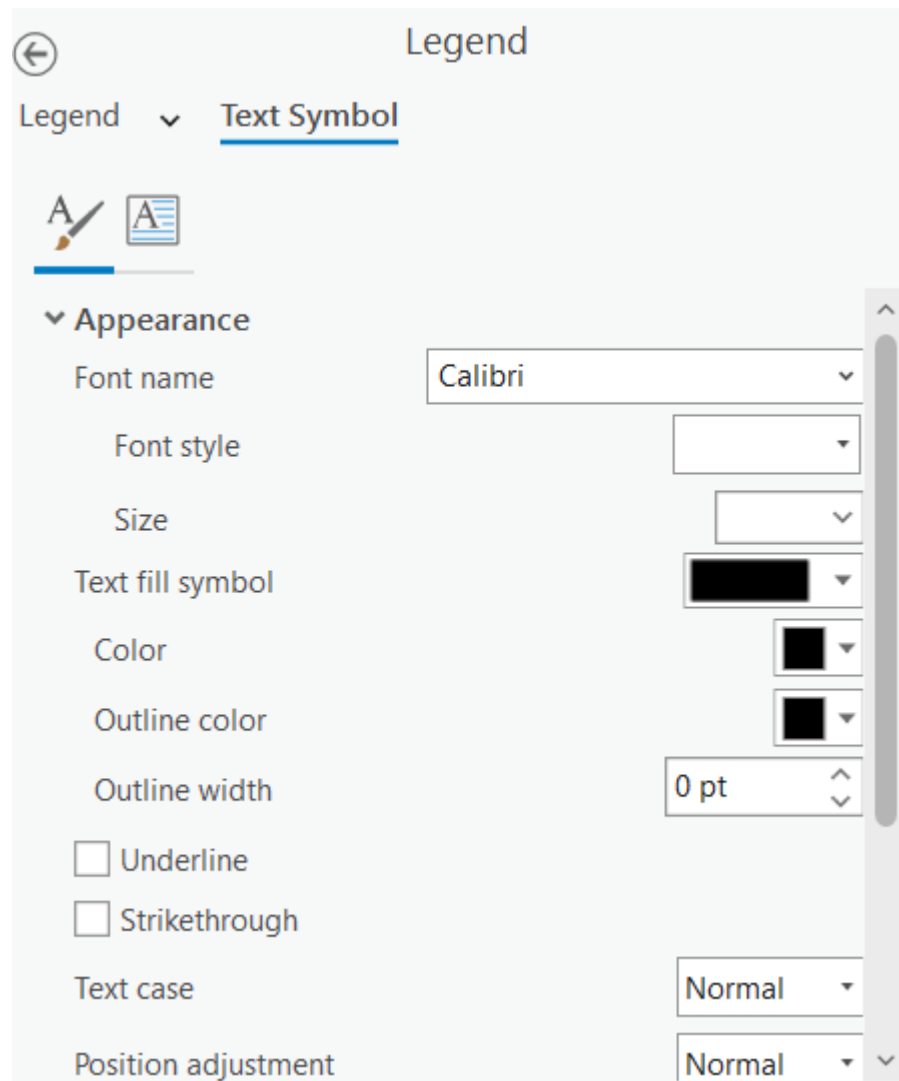 Legend
Legend Text Symbol
A A
Appearance
Font name Calibri
Font style
Size
Text fill symbol
Color
Outline color
Outline width 0 pt
Underline
Strikethrough
Text case Normal
Position adjustment Normal